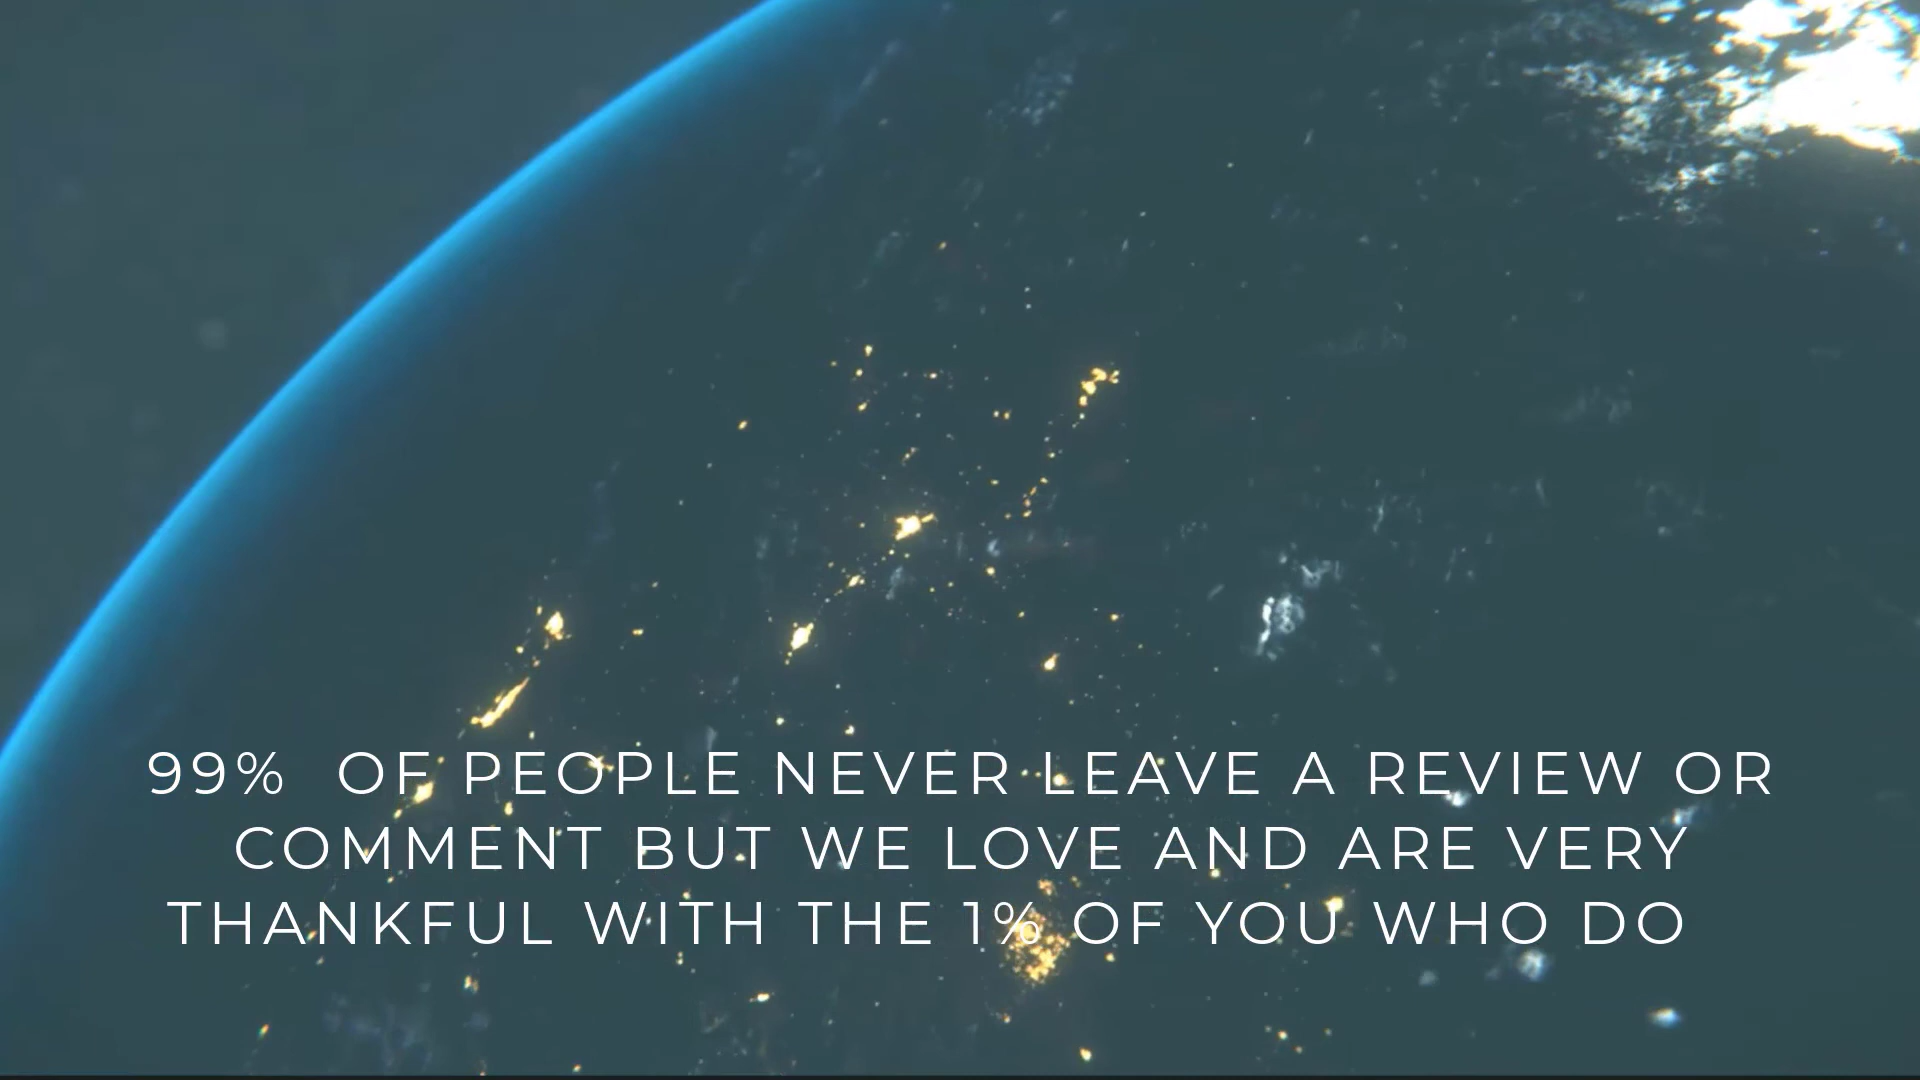 99% OF PEOPLE NEVER LEAVE A REVIEW OR
COMMENT BUT WE LOVE AND ARE VERY
THANKFUL WITH THE 1% OF YOU WHO DO